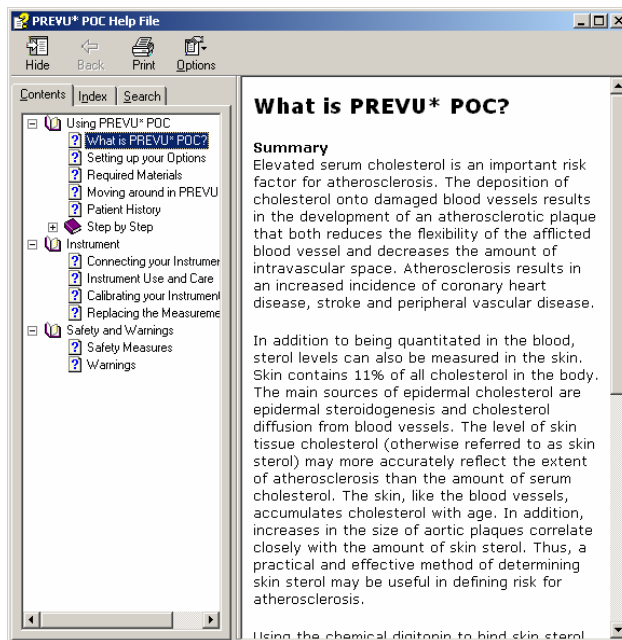 PREVU* POC Help File
Hide Back Print Options
Contents Index Search
Using PREVU* POC
What is PREVU* POC?
Setting up your Options
Required Materials
Moving around in PREVU
Patient History
Step by Step
Instrument
Connecting your Instrumer
Instrument Use and Care
Calibrating your Instrument
Replacing the Measureme
Safety and Warnings
Safety Measures
Warnings
What is PREVU* POC?
Summary
Elevated serum cholesterol is an important risk
factor for atherosclerosis. The deposition of
cholesterol onto damaged blood vessels results
in the development of an atherosclerotic plaque
that both reduces the flexibility of the afflicted
blood vessel and decreases the amount of
intravascular space. Atherosclerosis results in
an increased incidence of coronary heart
disease, stroke and peripheral vascular disease.
In addition to being quantitated in the blood,
sterol levels can also be measured in the skin.
Skin contains 11% of all cholesterol in the body.
The main sources of epidermal cholesterol are
epidermal steroidogenesis and cholesterol
diffusion from blood vessels. The level of skin
tissue cholesterol (otherwise referred to as skin
sterol) may more accurately reflect the extent
of atherosclerosis than the amount of serum
cholesterol. The skin, like the blood vessels,
accumulates cholesterol with age. In addition,
increases in the size of aortic plaques correlate
closely with the amount of skin sterol. Thus, a
practical and effective method of determining
skin sterol may be useful in defining risk for
atherosclerosis.
Using the chemical digitonin to bind skin sterol